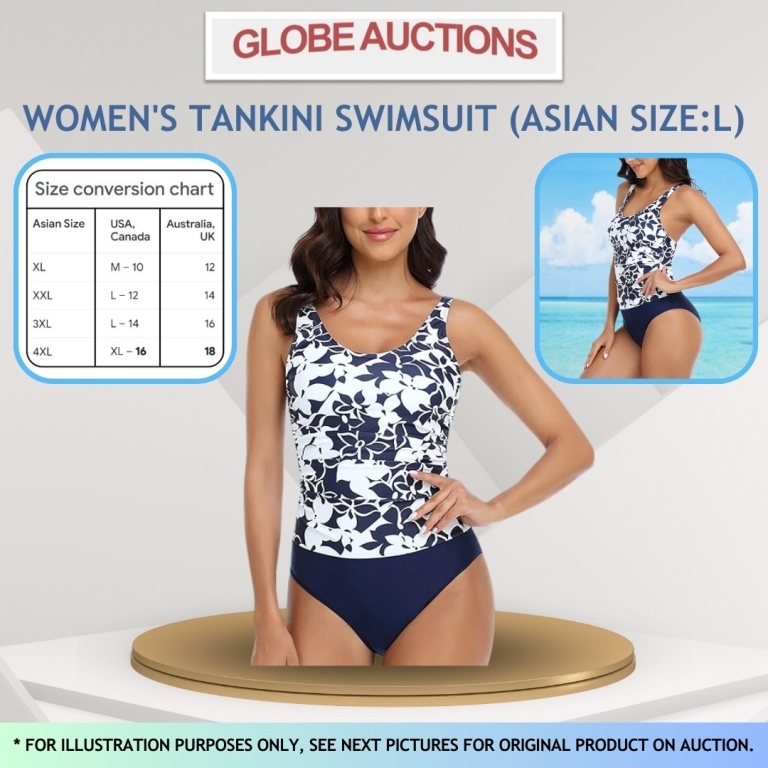 GLOBE AUCTIONS
WOMEN'S TANKINI SWIMSUIT (ASIAN SIZE:L)
Size conversion chart
Asian Size USA, Canada Australia, UK
XL M – 10 12
XXL L – 12 14
3XL L – 14 16
4XL XL – 16 18
* FOR ILLUSTRATION PURPOSES ONLY, SEE NEXT PICTURES FOR ORIGINAL PRODUCT ON AUCTION.